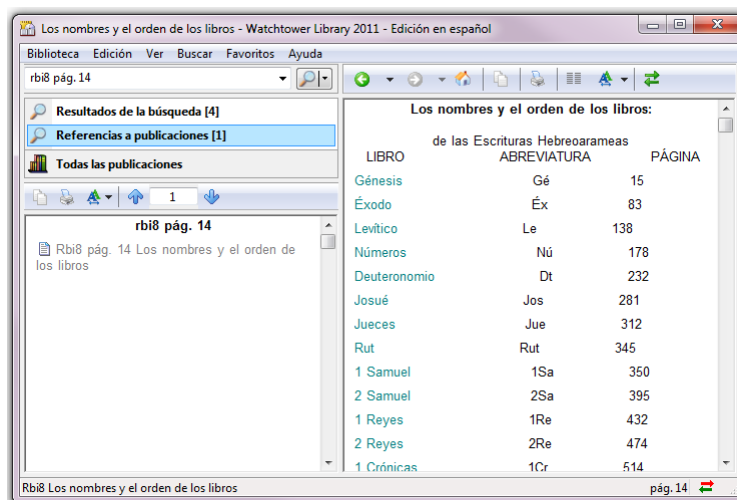 Los nombres y el orden de los libros - Watchtower Library 2011 - Edición en español
Biblioteca Edición Ver Buscar Favoritos Ayuda
rbi8 pág. 14
Resultados de la búsqueda [4]
Referencias a publicaciones [1]
Todas las publicaciones
1
rbi8 pág. 14
Rbi8 pág. 14 Los nombres y el orden de
los libros
Los nombres y el orden de los libros:
de las Escrituras Hebreoarameas
LIBRO ABREVIATURA PÁGINA
Génesis Gé 15
Éxodo Éx 83
Levítico Le 138
Números Nú 178
Deuteronomio Dt 232
Josué Jos 281
Jueces Jue 312
Rut Rut 345
1 Samuel 1Sa 350
2 Samuel 2Sa 395
1 Reyes 1Re 432
2 Reyes 2Re 474
1 Crónicas 1Cr 514
Rbi8 Los nombres y el orden de los libros pág. 14